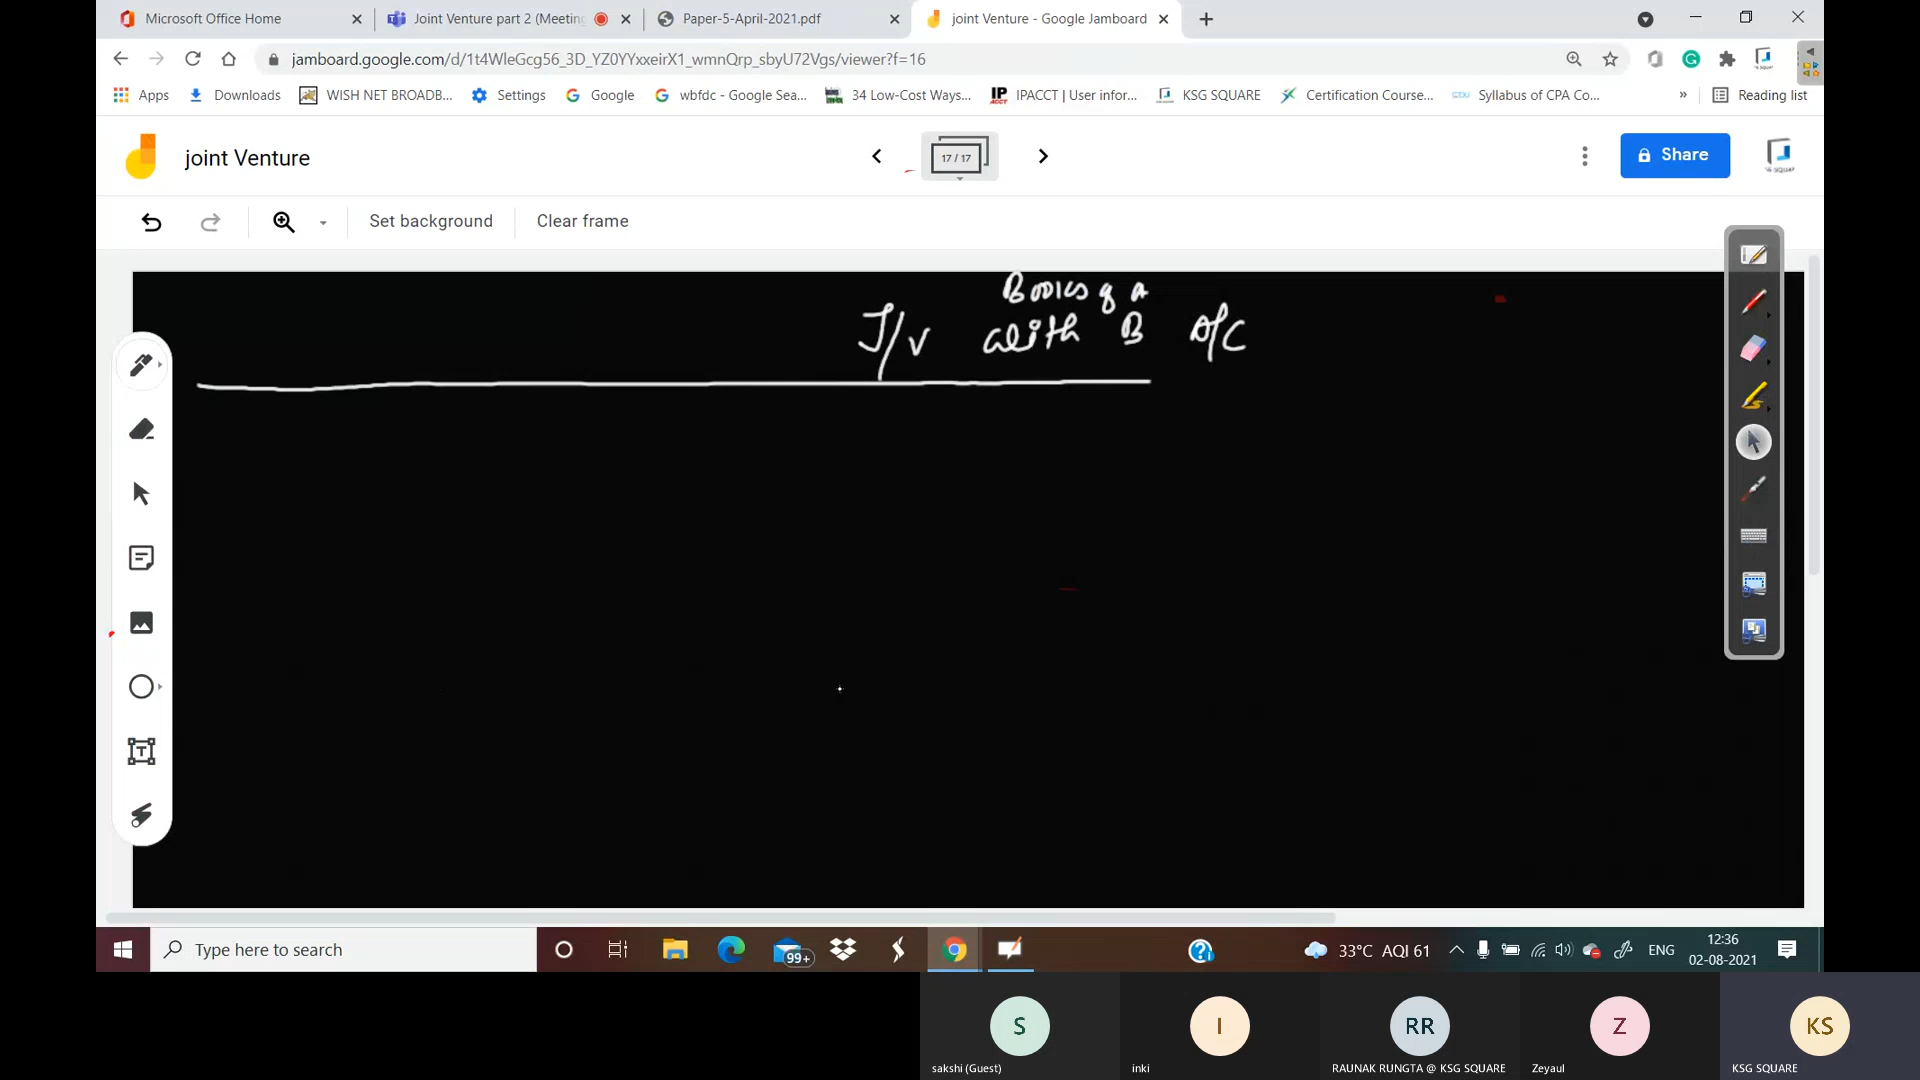 Microsoft Office Home
Joint Venture part 2 (Meeting
Paper-5-April-2021.pdf
joint Venture - Google Jamboard
jamboard.google.com/d/1t4WleGcg56_3D_YZ0YYxxeirX1_wmnQrp_sbyU72Vgs/viewer?f=16
Apps
Downloads
WISH NET BROADB...
Settings
Google
wbfdc - Google Sea...
34 Low-Cost Ways...
IPACCT | User infor...
KSG SQUARE
Certification Course...
Syllabus of CPA Co...
»
Reading list
joint Venture
17 / 17
Share
Set background
Clear frame
Books of A
J/V with B A/C
Type here to search
99+
33°C AQI 61
ENG
12:36
02-08-2021
S
I
RR
Z
KS
sakshi (Guest)
inki
RAUNAK RUNGTA @ KSG SQUARE
Zeyaul
KSG SQUARE